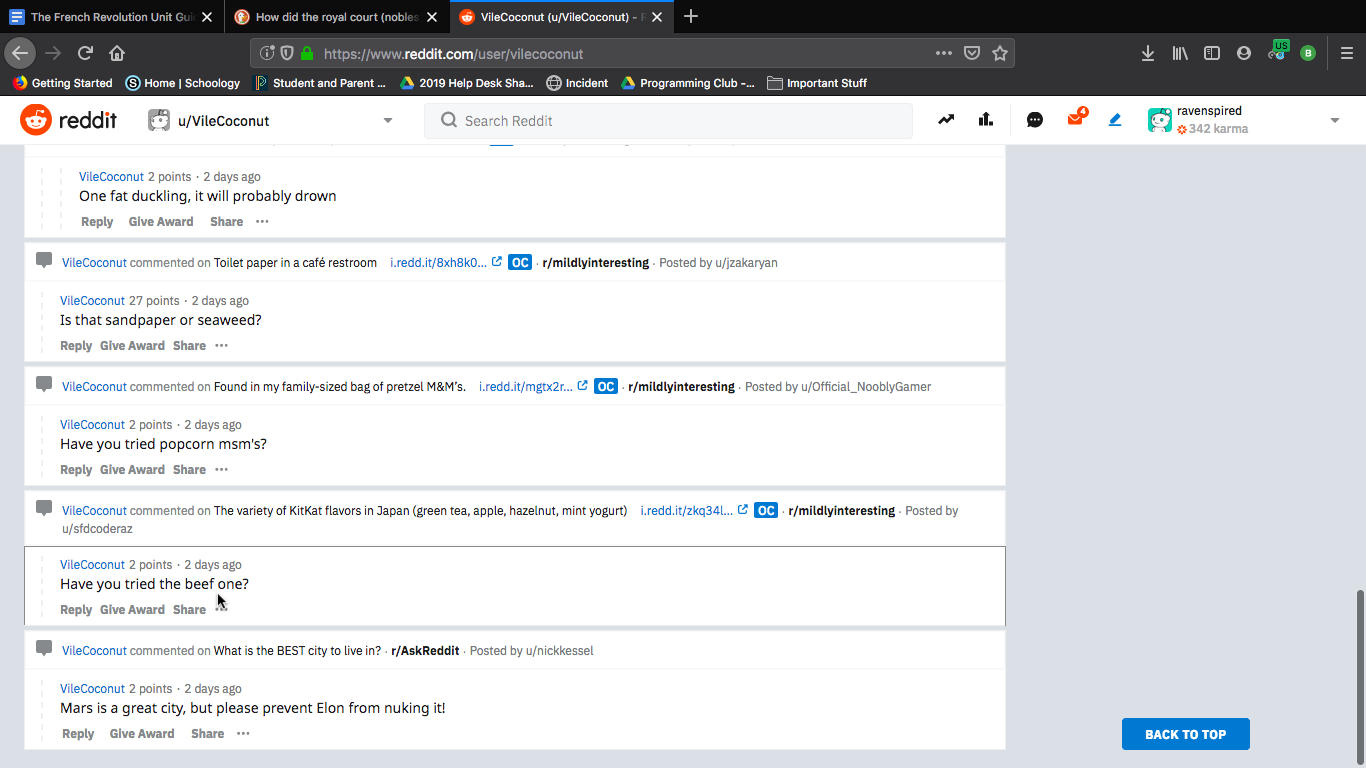 The French Revolution Unit Gui
How did the royal court (nobles
VileCoconut (u/VileCoconut) - R
https://www.reddit.com/user/vilecoconut
US
B
Getting Started
S Home | Schoology
Student and Parent ...
2019 Help Desk Sha...
Incident
Programming Club -...
Important Stuff
reddit
u/VileCoconut
Search Reddit
4
ravenspired
342 karma
VileCoconut 2 points · 2 days ago
One fat duckling, it will probably drown
Reply Give Award Share ...
VileCoconut commented on Toilet paper in a café restroom i.redd.it/8xh8k0... OC · r/mildlyinteresting · Posted by u/jzakaryan
VileCoconut 27 points · 2 days ago
Is that sandpaper or seaweed?
Reply Give Award Share ...
VileCoconut commented on Found in my family-sized bag of pretzel M&M's. i.redd.it/mgtx2r... OC · r/mildlyinteresting · Posted by u/Official_NooblyGamer
VileCoconut 2 points · 2 days ago
Have you tried popcorn msm's?
Reply Give Award Share ...
VileCoconut commented on The variety of KitKat flavors in Japan (green tea, apple, hazelnut, mint yogurt) i.redd.it/zkq34l... OC · r/mildlyinteresting · Posted by
u/sfdcoderaz
VileCoconut 2 points · 2 days ago
Have you tried the beef one?
Reply Give Award Share ...
VileCoconut commented on What is the BEST city to live in? · r/AskReddit · Posted by u/nickkessel
VileCoconut 2 points · 2 days ago
Mars is a great city, but please prevent Elon from nuking it!
Reply Give Award Share ...
BACK TO TOP